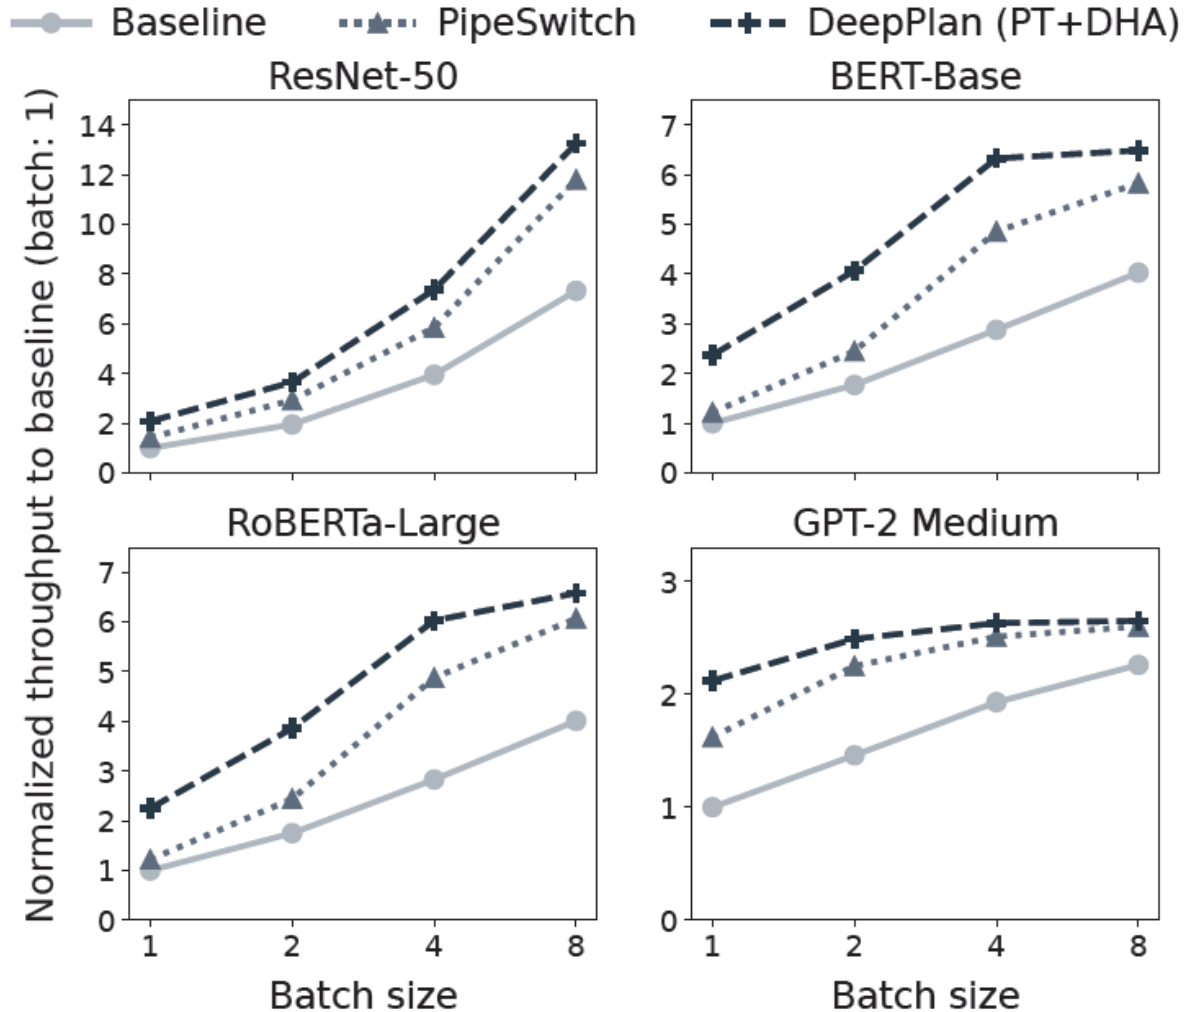 Baseline PipeSwitch DeepPlan (PT+DHA)
Normalized throughput to baseline (batch: 1)
ResNet-50
14
12
10
8
6
4
2
0
BERT-Base
7
6
5
4
3
2
1
0
RoBERTa-Large
7
6
5
4
3
2
1
0
1 2 4 8
Batch size
GPT-2 Medium
3
2
1
0
1 2 4 8
Batch size